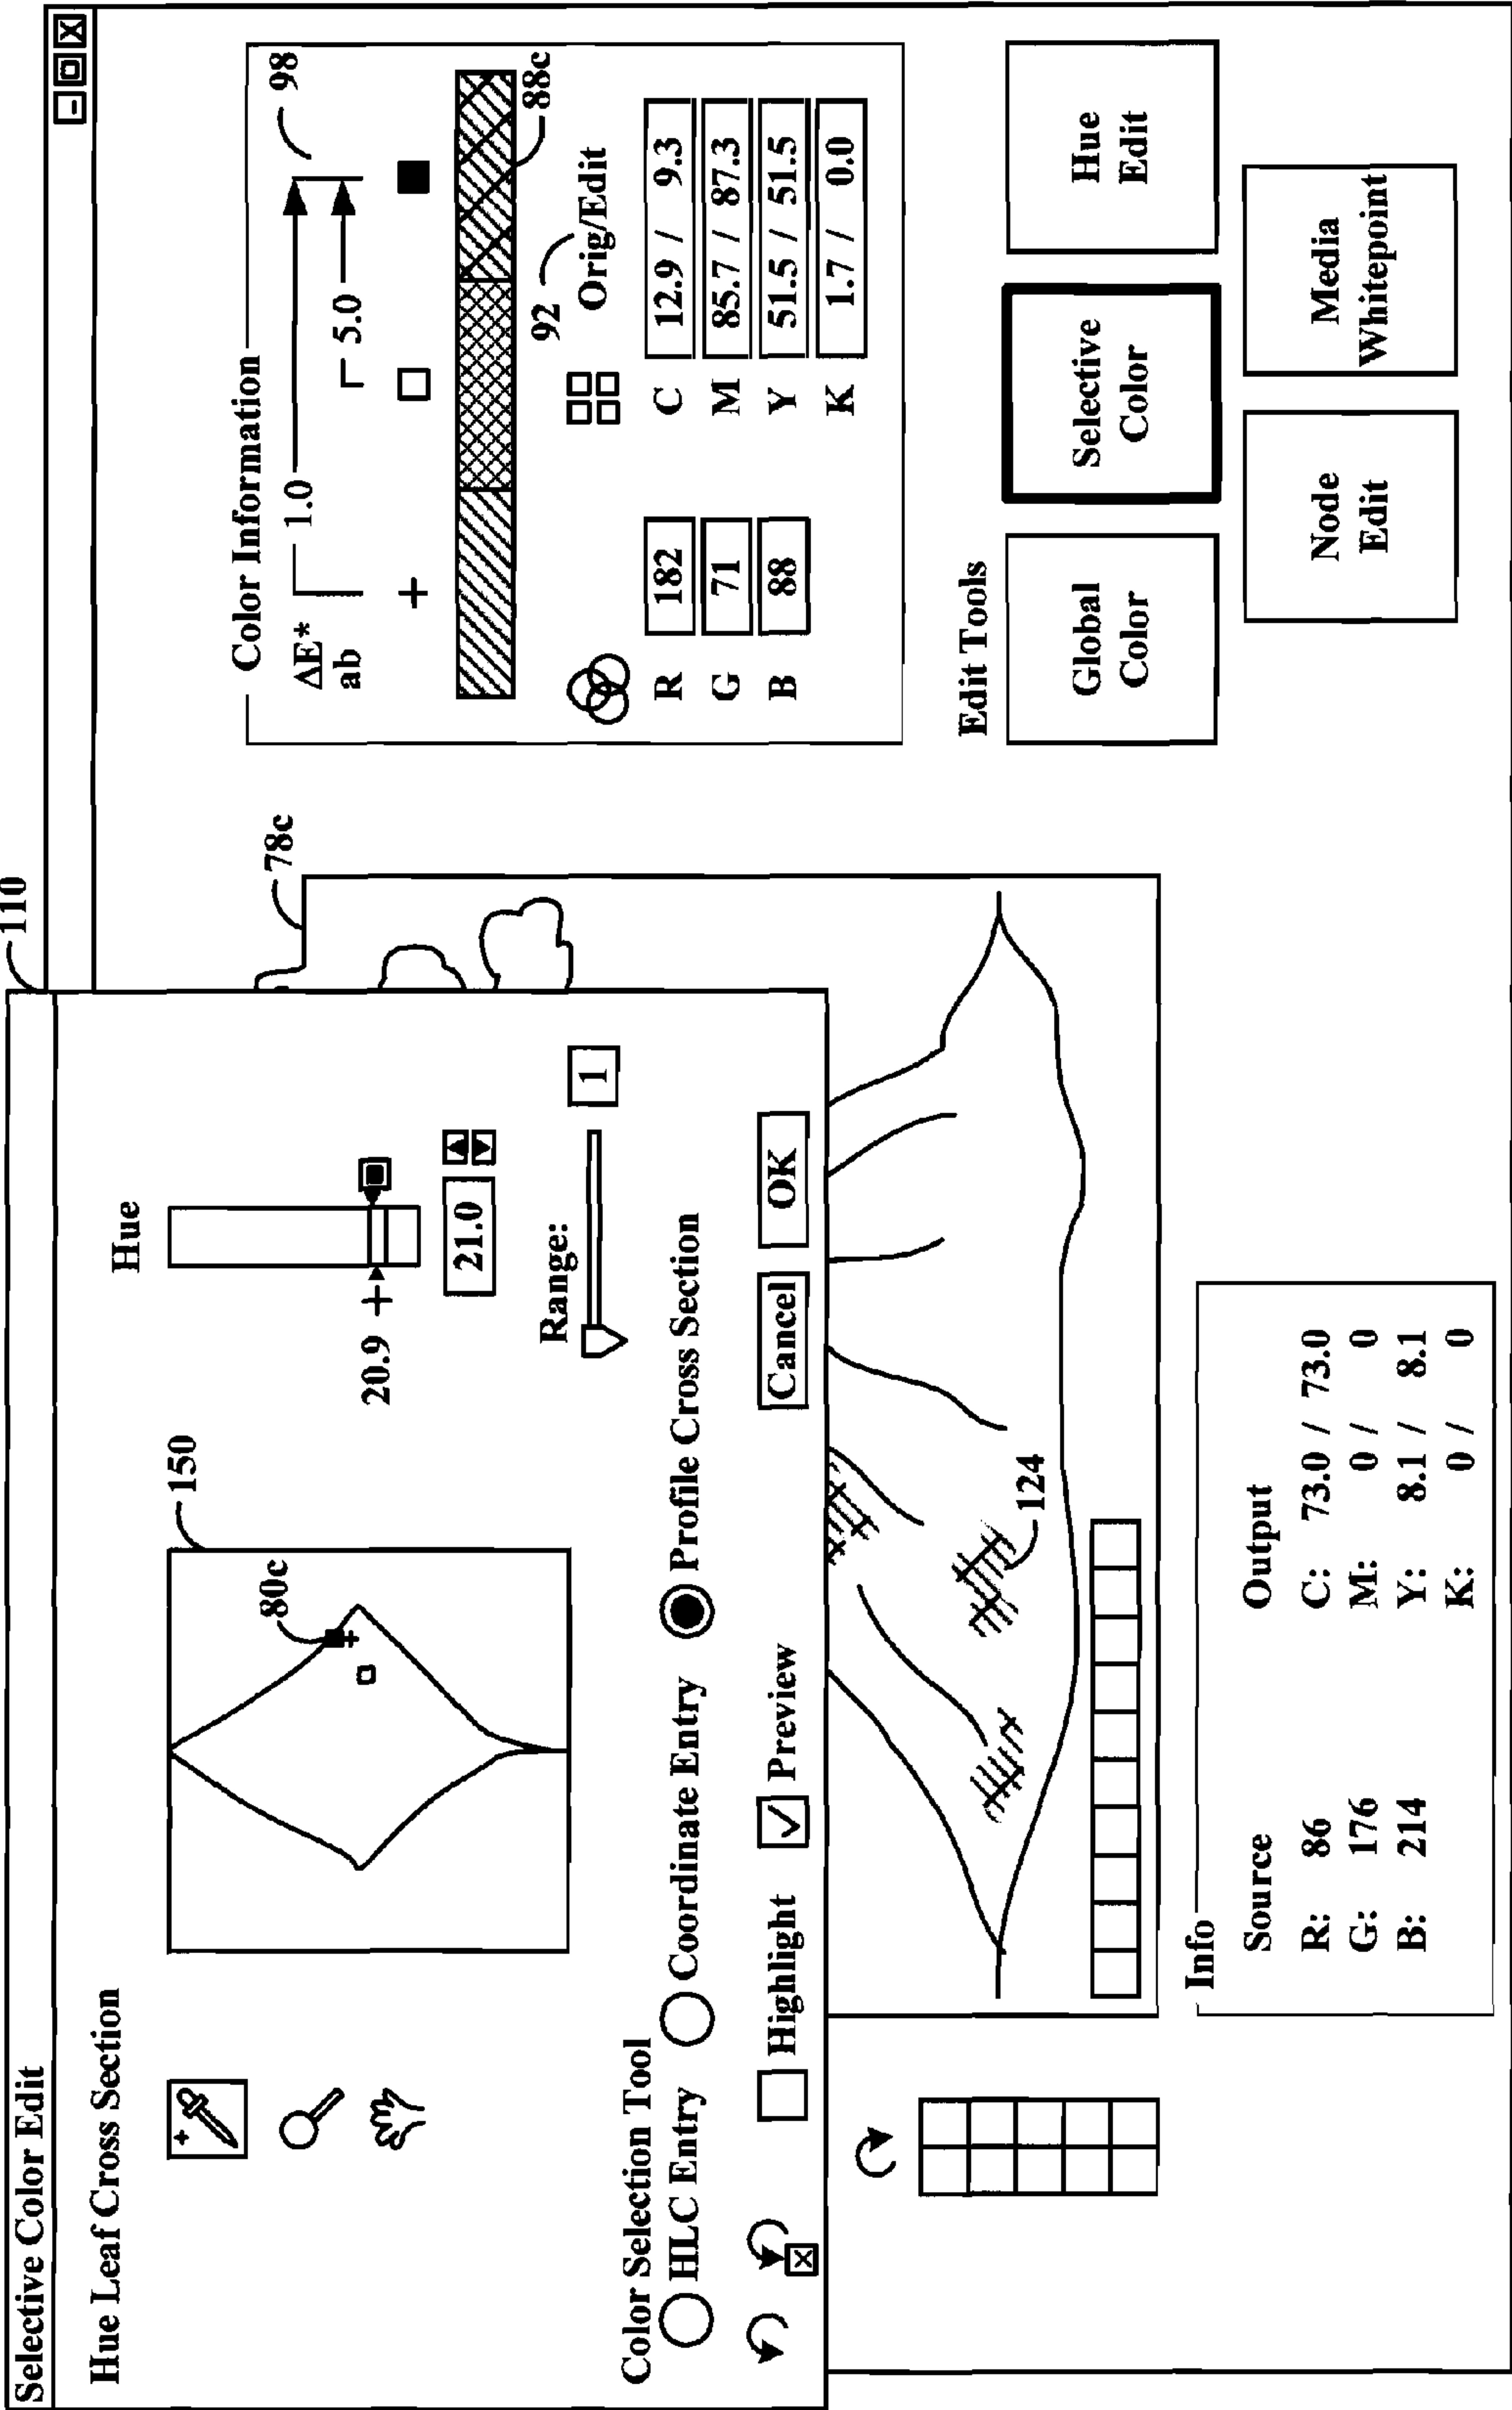 110
Selective Color Edit
Hue Leaf Cross Section
150
80c
Hue
20.9
21.0
Range:
1
Color Selection Tool
HLC Entry
Coordinate Entry
Profile Cross Section
Highlight
Preview
Cancel
OK
78c
124
Color Information
98
ΔE*
ab
1.0
5.0
88c
92
Orig/Edit
R 182 C 12.9 / 9.3
G 71 M 85.7 / 87.3
B 88 Y 51.5 / 51.5
K 1.7 / 0.0
Edit Tools
Global
Color
Selective
Color
Hue
Edit
Node
Edit
Media
Whitepoint
Info
Source Output
R: 86 C: 73.0 / 73.0
G: 176 M: 0 / 0
B: 214 Y: 8.1 / 8.1
K: 0 / 0